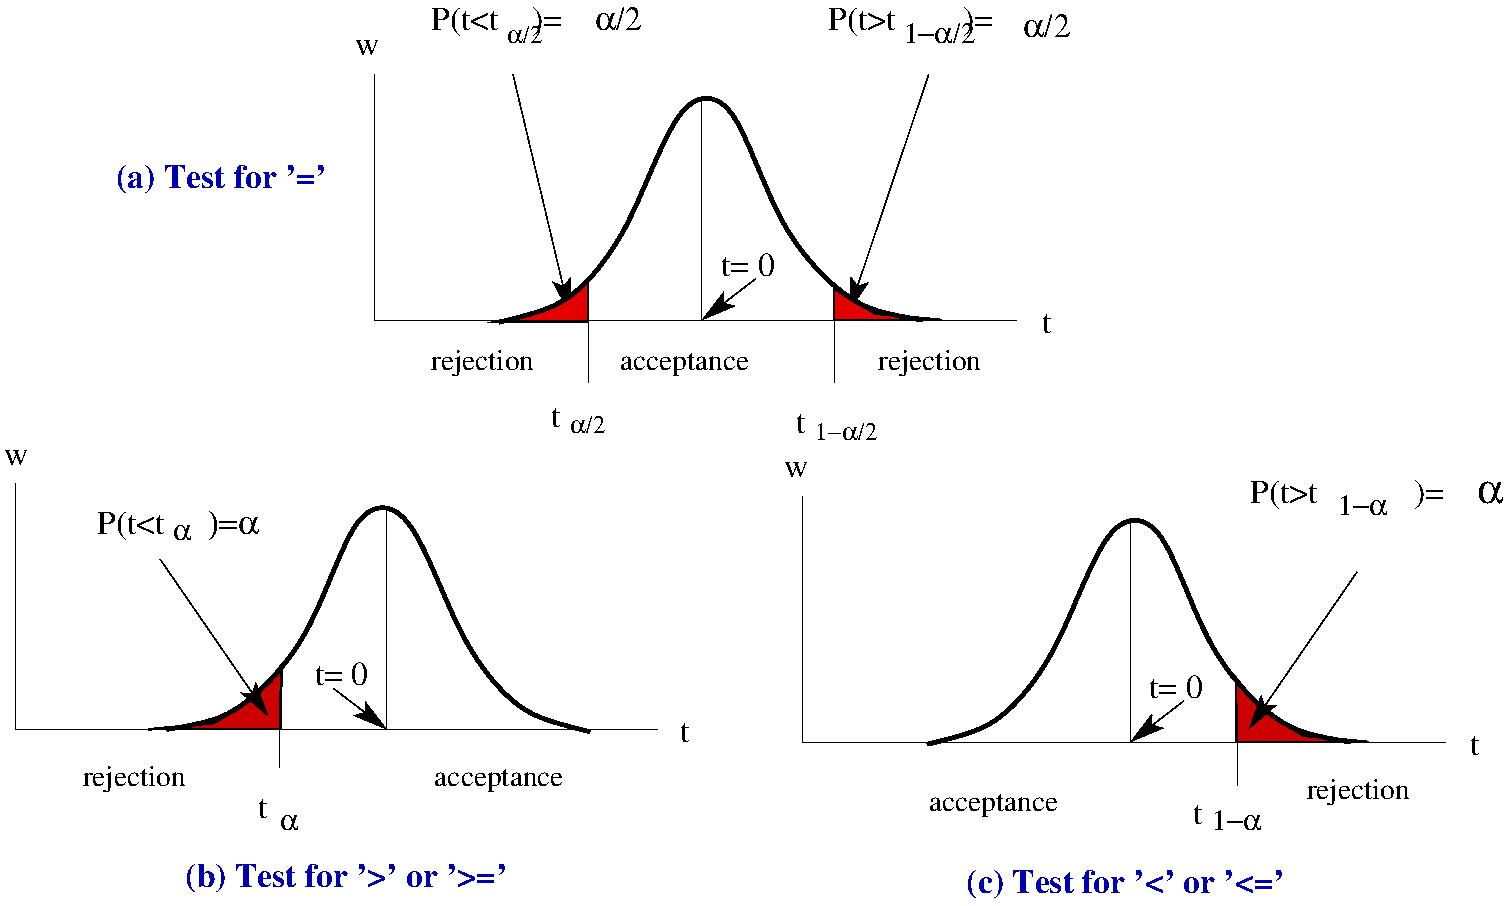 P(t<t α/2 )= α/2
P(t>t 1−α/2 )= α/2
w
(a) Test for ’=’
t= 0
t
rejection
acceptance
rejection
t α/2
t 1−α/2
w
P(t<t α )=α
t= 0
t
rejection
acceptance
t α
(b) Test for ’>’ or ’>=’
w
P(t>t 1−α )= α
t= 0
t
acceptance
rejection
t 1−α
(c) Test for ’<’ or ’<=’